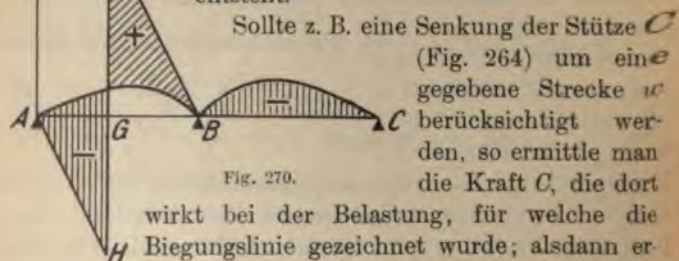 entsteht.
Sollte z. B. eine Senkung der Stütze C
(Fig. 264) um eine
gegebene Strecke w
berücksichtigt wer-
den, so ermittle man
die Kraft C, die dort
wirkt bei der Belastung, für welche die
Biegungslinie gezeichnet wurde; alsdann er-
+
A
G
B
C
−
−
H
Fig. 270.